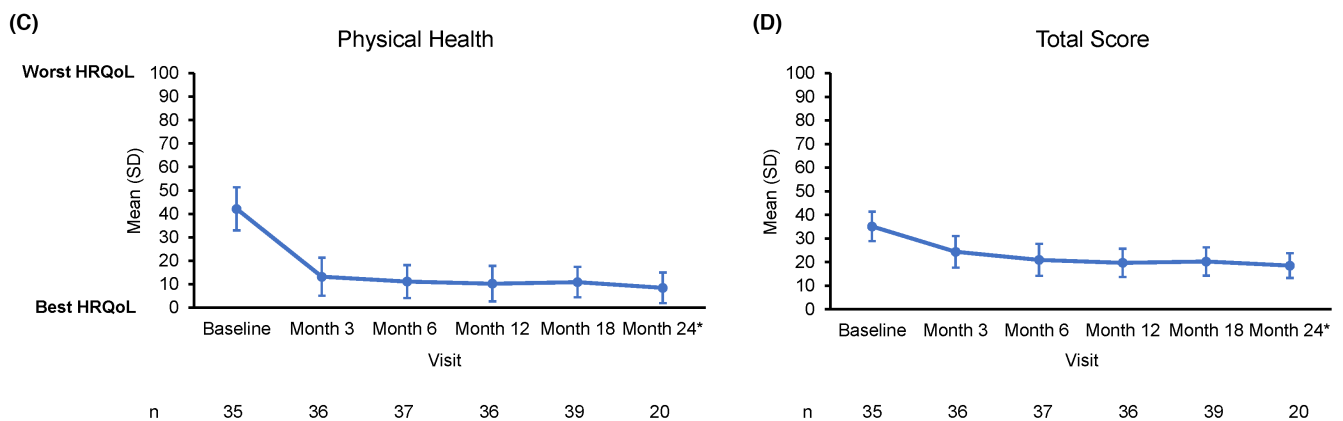 (C)
Physical Health
Worst HRQoL
100
90
80
70
60
50
40
30
20
10
0
Mean (SD)
Best HRQoL
Baseline Month 3 Month 6 Month 12 Month 18 Month 24*
Visit
n 35 36 37 36 39 20
(D)
Total Score
100
90
80
70
60
50
40
30
20
10
0
Mean (SD)
Baseline Month 3 Month 6 Month 12 Month 18 Month 24*
Visit
n 35 36 37 36 39 20